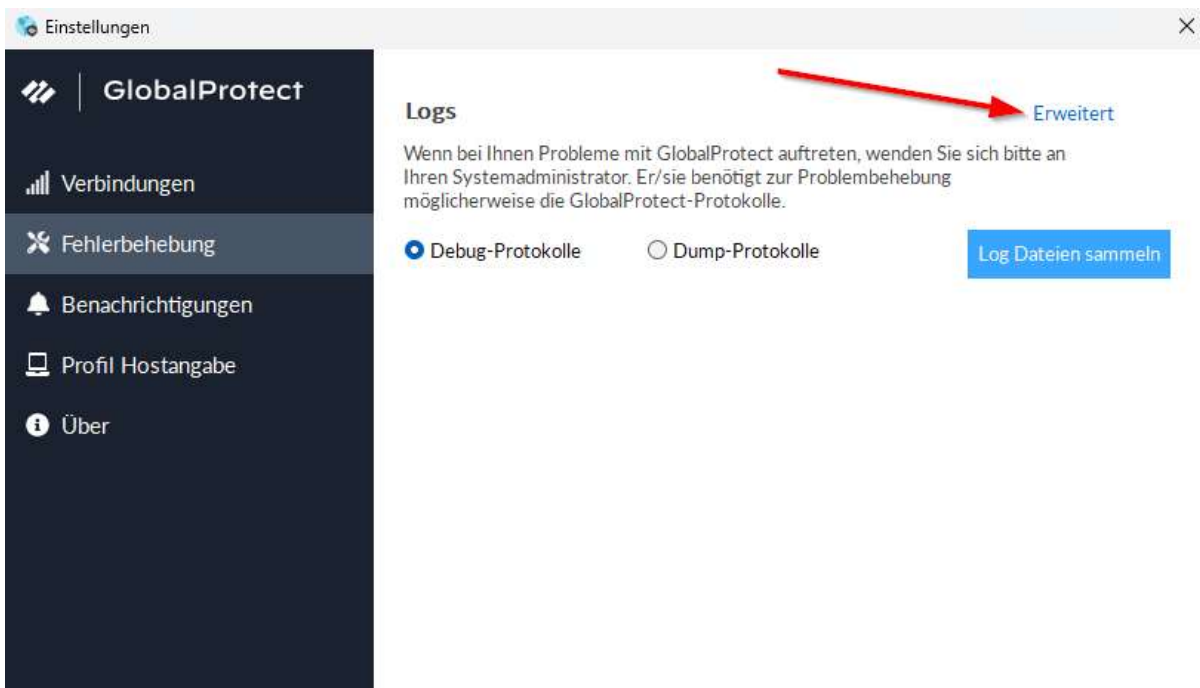 Einstellungen
GlobalProtect
Verbindungen
Fehlerbehebung
Benachrichtigungen
Profil Hostangabe
Über
Logs
Erweitert
Wenn bei Ihnen Probleme mit GlobalProtect auftreten, wenden Sie sich bitte an
Ihren Systemadministrator. Er/sie benötigt zur Problembehebung
möglicherweise die GlobalProtect-Protokolle.
Debug-Protokolle
Dump-Protokolle
Log Dateien sammeln